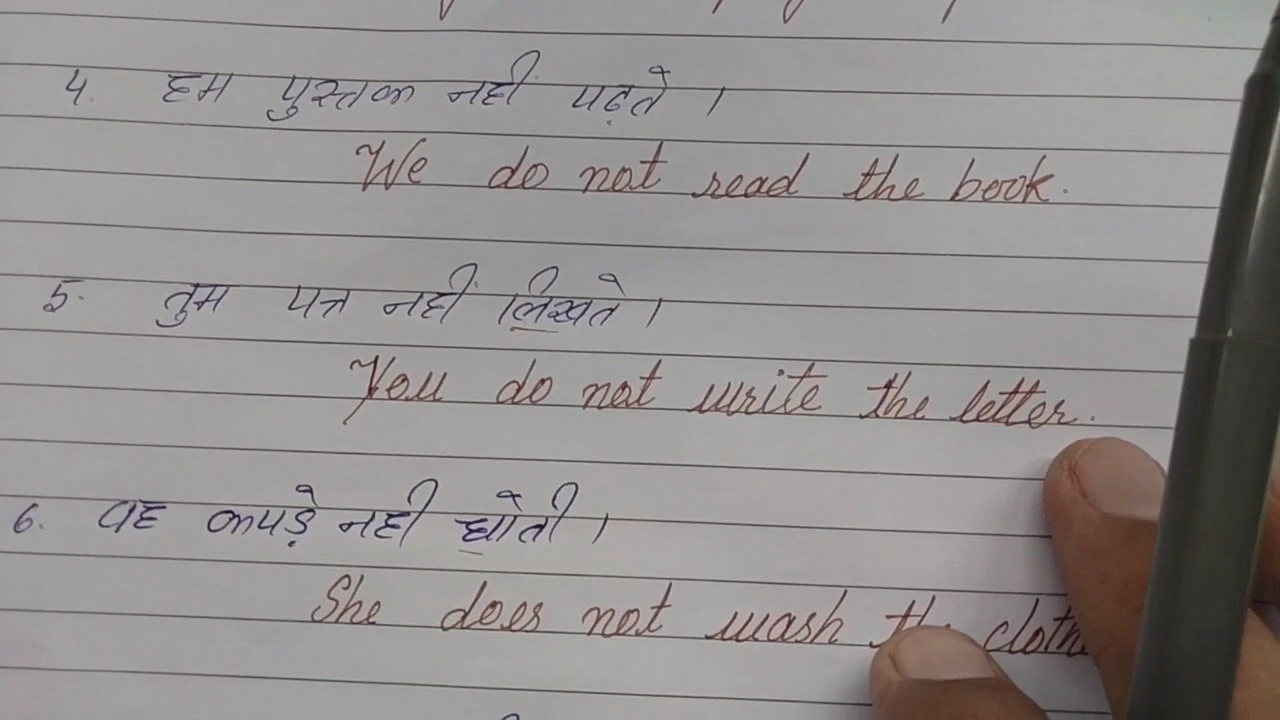 4. हम पुस्तक नहीं पढ़ते ।
We do not read the book.
5. तुम पत्र नहीं लिखते ।
You do not write the letter.
6. वह कपड़े नही धोती ।
She does not wash the